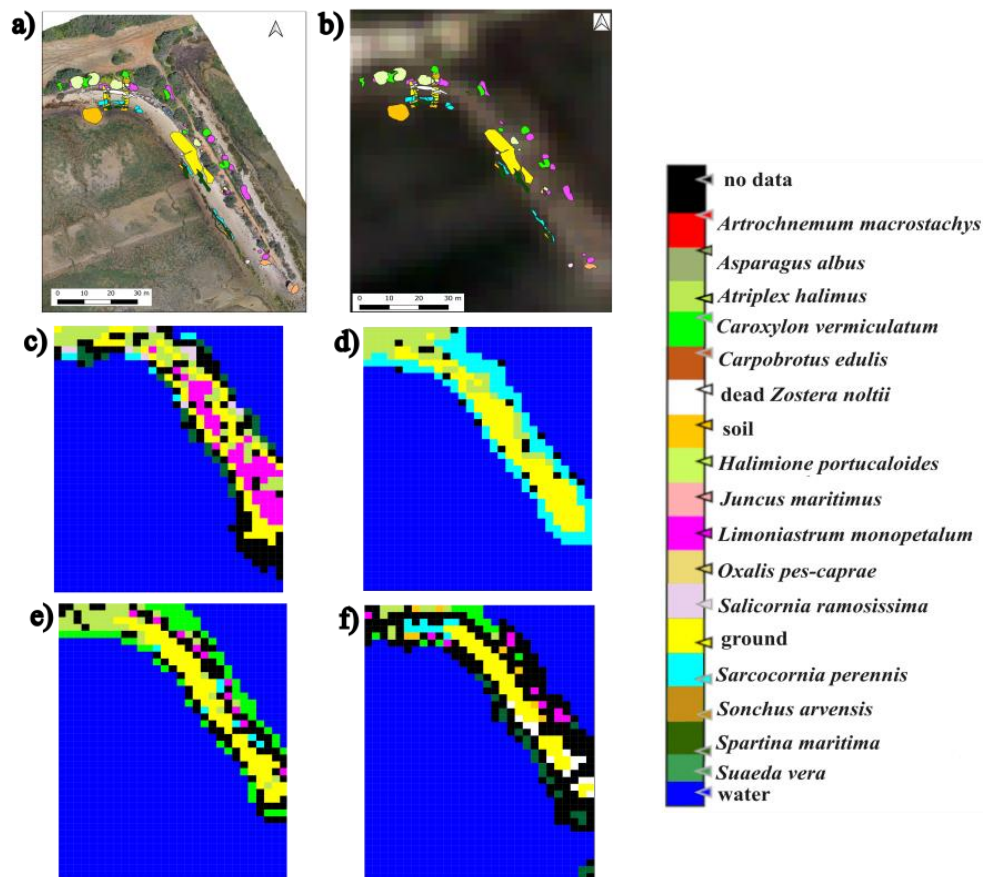 a)
b)
0 10 20 30 m
0 10 20 30 m
c)
d)
e)
f)
no data
Artrochnemum macrostachys
Asparagus albus
Atriplex halimus
Caroxylon vermiculatum
Carpobrotus edulis
dead Zostera noltii
soil
Halimione portucaloides
Juncus maritimus
Limoniastrum monopetalum
Oxalis pes-caprae
Salicornia ramosissima
ground
Sarcocornia perennis
Sonchus arvensis
Spartina maritima
Suaeda vera
water